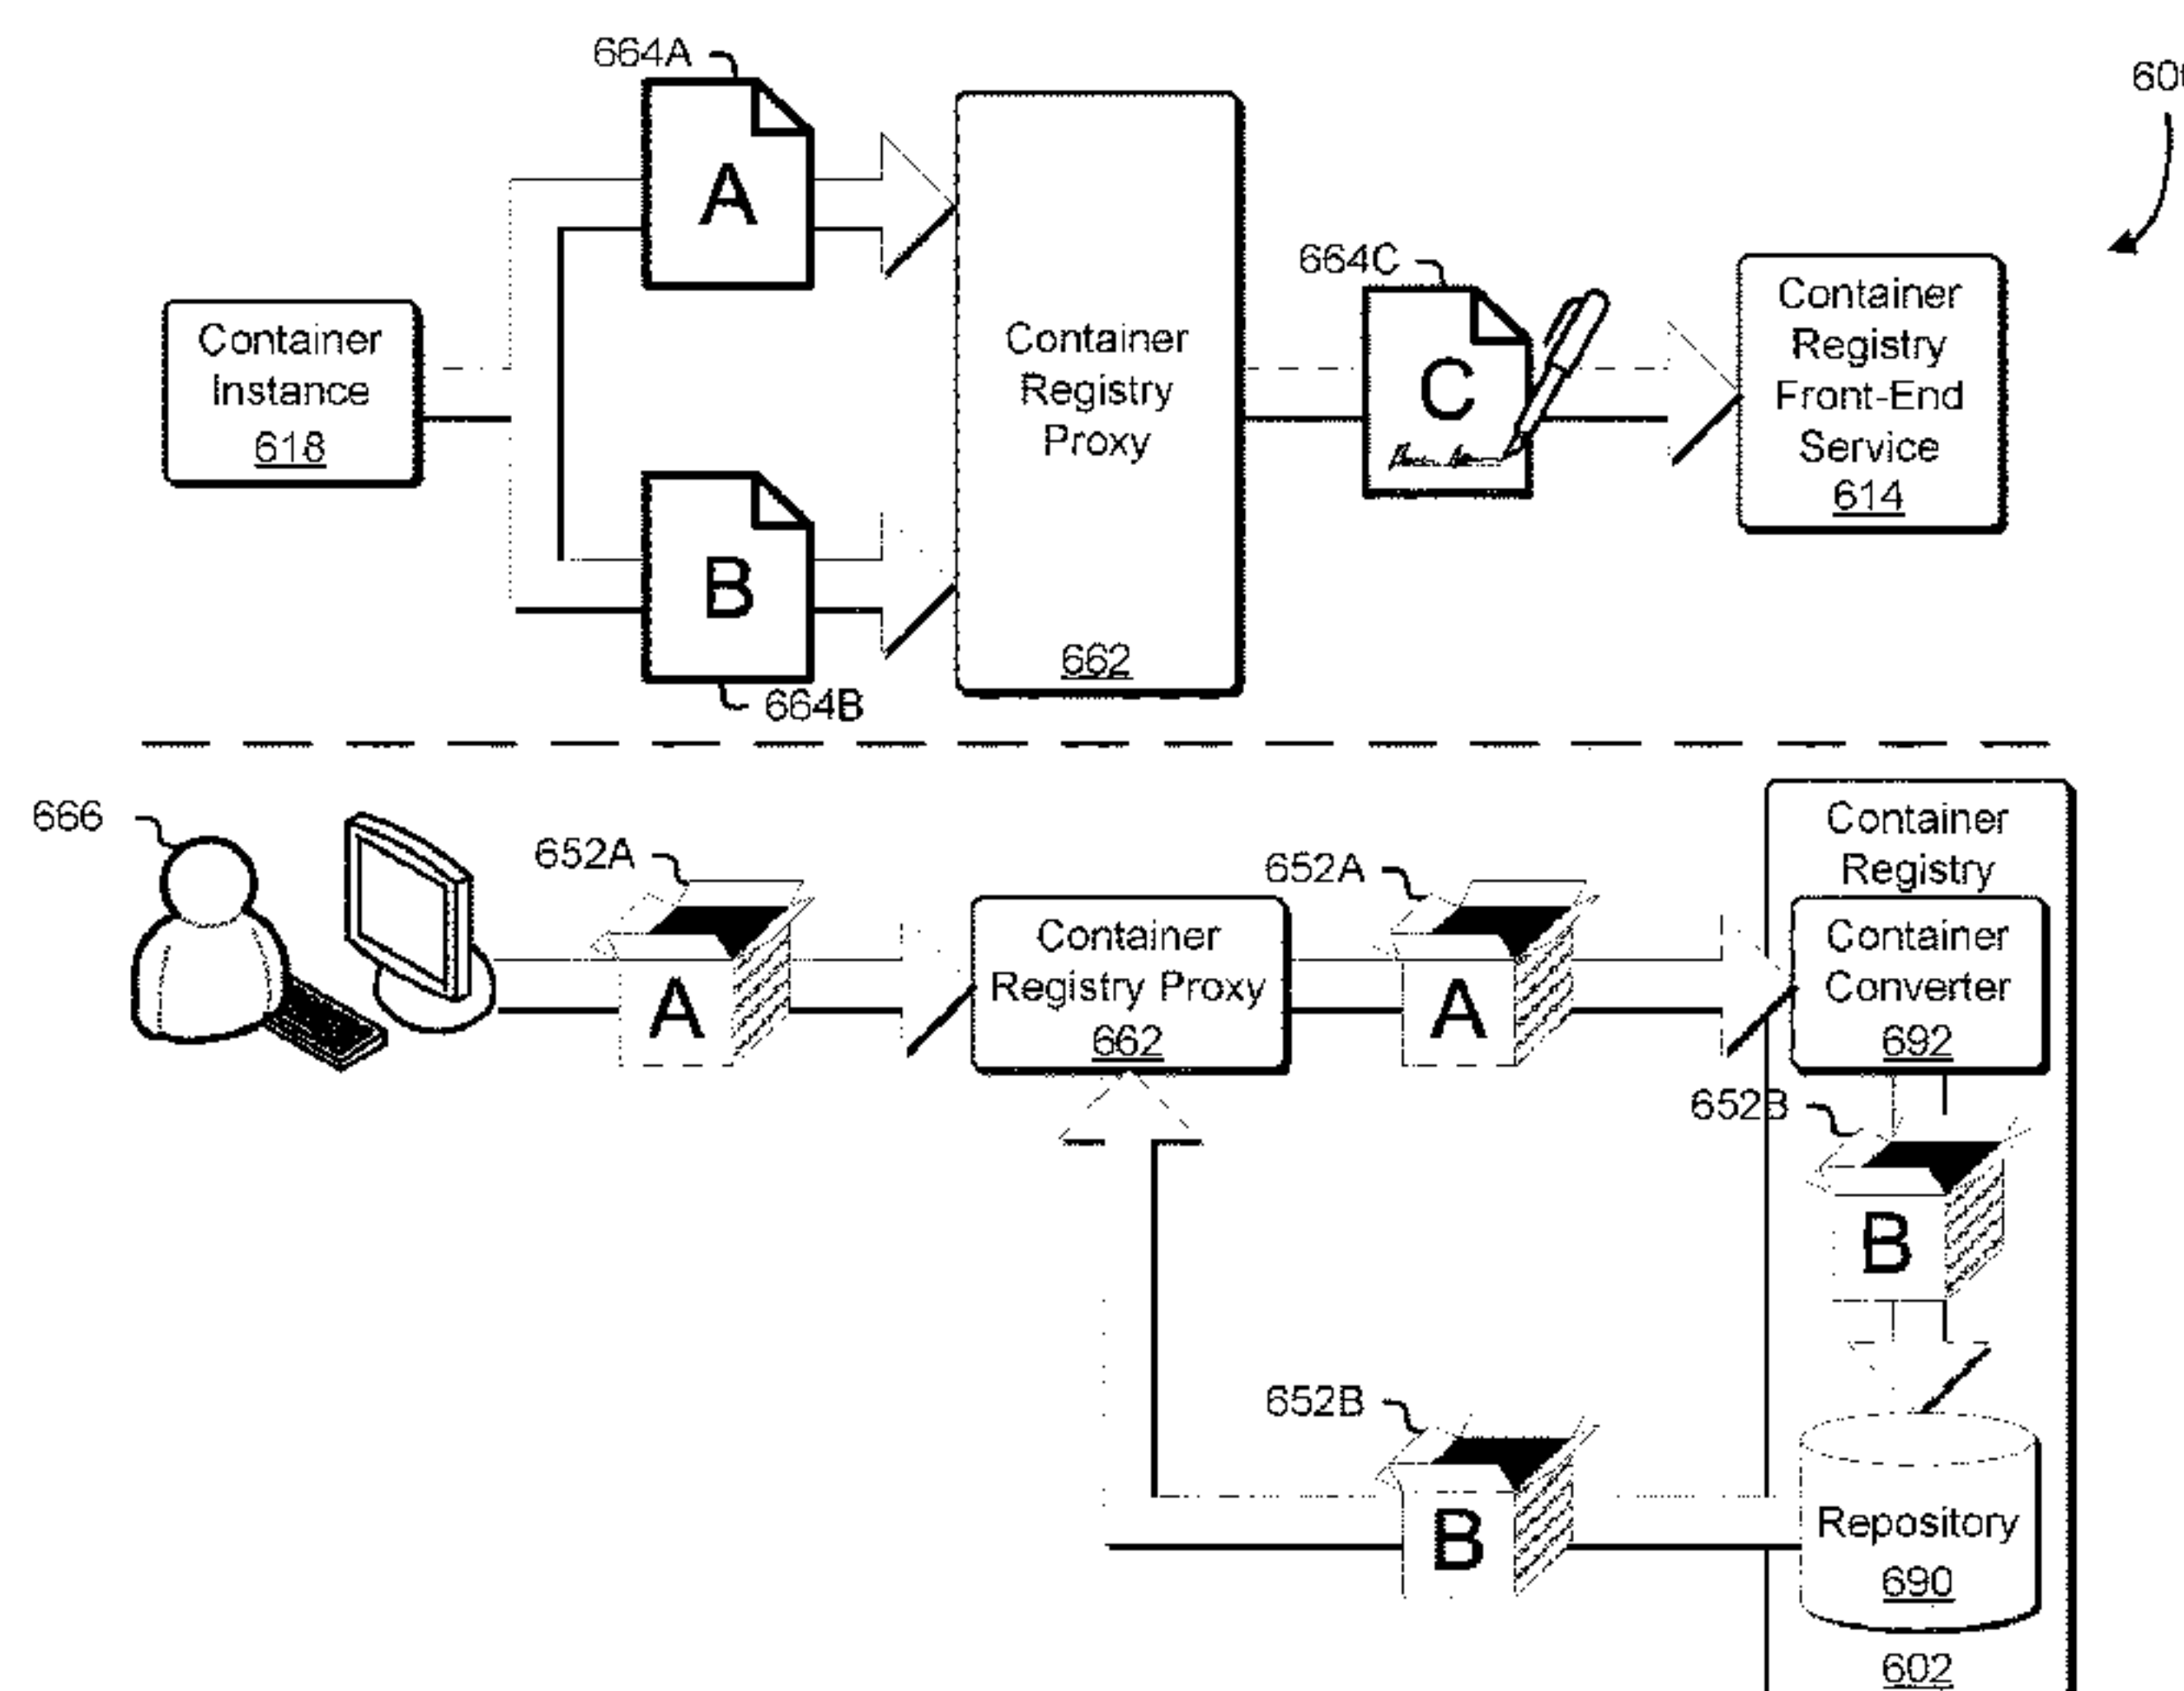 664A
A
Container
Instance
618
B
664B
Container
Registry
Proxy
662
664C
C
Container
Registry
Front-End
Service
614
666
652A
A
Container
Registry Proxy
662
652A
A
Container
Registry
Container
Converter
692
652B
B
652B
B
Repository
690
602